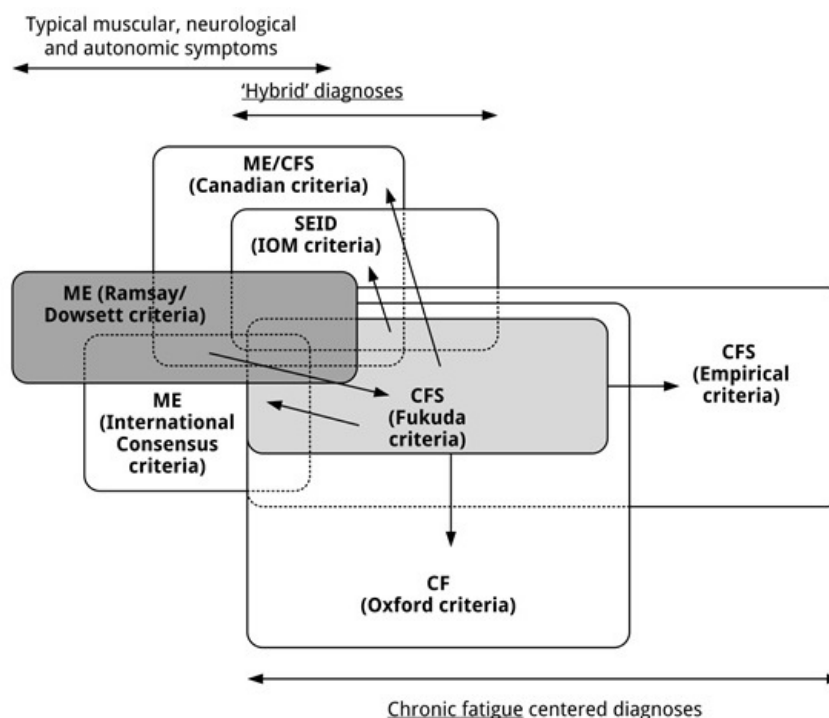 Typical muscular, neurological
and autonomic symptoms
‘Hybrid’ diagnoses
ME/CFS
(Canadian criteria)
SEID
(IOM criteria)
ME (Ramsay/
Dowsett criteria)
ME
(International
Consensus
criteria)
CFS
(Fukuda
criteria)
CFS
(Empirical
criteria)
CF
(Oxford criteria)
Chronic fatigue centered diagnoses